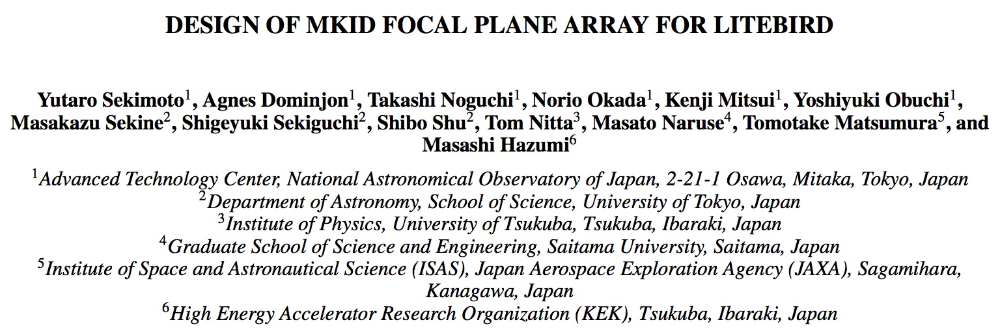 DESIGN OF MKID FOCAL PLANE ARRAY FOR LITEBIRD
Yutaro Sekimoto¹, Agnes Dominjon¹, Takashi Noguchi¹, Norio Okada¹, Kenji Mitsui¹, Yoshiyuki Obuchi¹,
Masakazu Sekine², Shigeyuki Sekiguchi², Shibo Shu², Tom Nitta³, Masato Naruse⁴, Tomotake Matsumura⁵, and
Masashi Hazumi⁶
¹Advanced Technology Center, National Astronomical Observatory of Japan, 2-21-1 Osawa, Mitaka, Tokyo, Japan
²Department of Astronomy, School of Science, University of Tokyo, Japan
³Institute of Physics, University of Tsukuba, Tsukuba, Ibaraki, Japan
⁴Graduate School of Science and Engineering, Saitama University, Saitama, Japan
⁵Institute of Space and Astronautical Science (ISAS), Japan Aerospace Exploration Agency (JAXA), Sagamihara,
Kanagawa, Japan
⁶High Energy Accelerator Research Organization (KEK), Tsukuba, Ibaraki, Japan